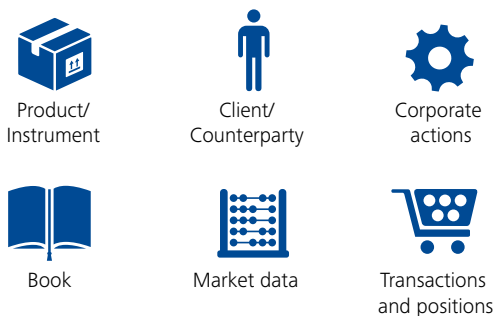 Product/
Instrument
Client/
Counterparty
Corporate
actions
Book
Market data
Transactions
and positions